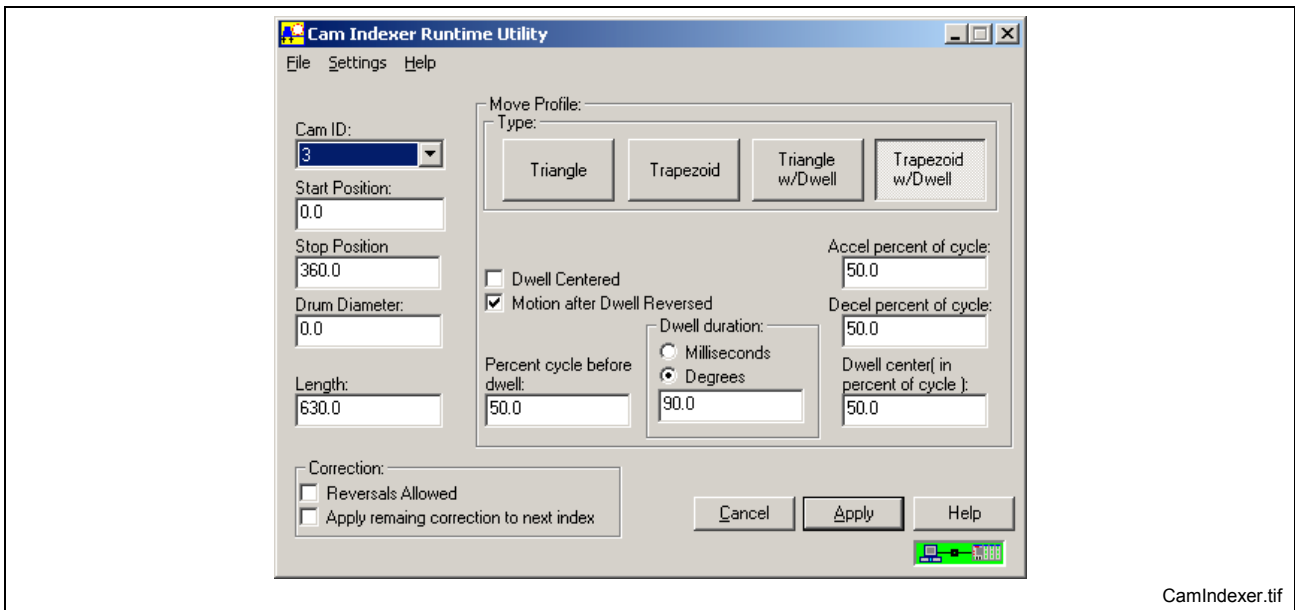 Cam Indexer Runtime Utility
File Settings Help
Cam ID:
3
Start Position:
0.0
Stop Position
360.0
Drum Diameter:
0.0
Length:
630.0
Move Profile:
Type:
Triangle
Trapezoid
Triangle
w/Dwell
Trapezoid
w/Dwell
Dwell Centered
Motion after Dwell Reversed
Percent cycle before
dwell:
50.0
Dwell duration:
Milliseconds
Degrees
90.0
Accel percent of cycle:
50.0
Decel percent of cycle:
50.0
Dwell center( in
percent of cycle ):
50.0
Correction:
Reversals Allowed
Apply remaing correction to next index
Cancel
Apply
Help
CamIndexer.tif